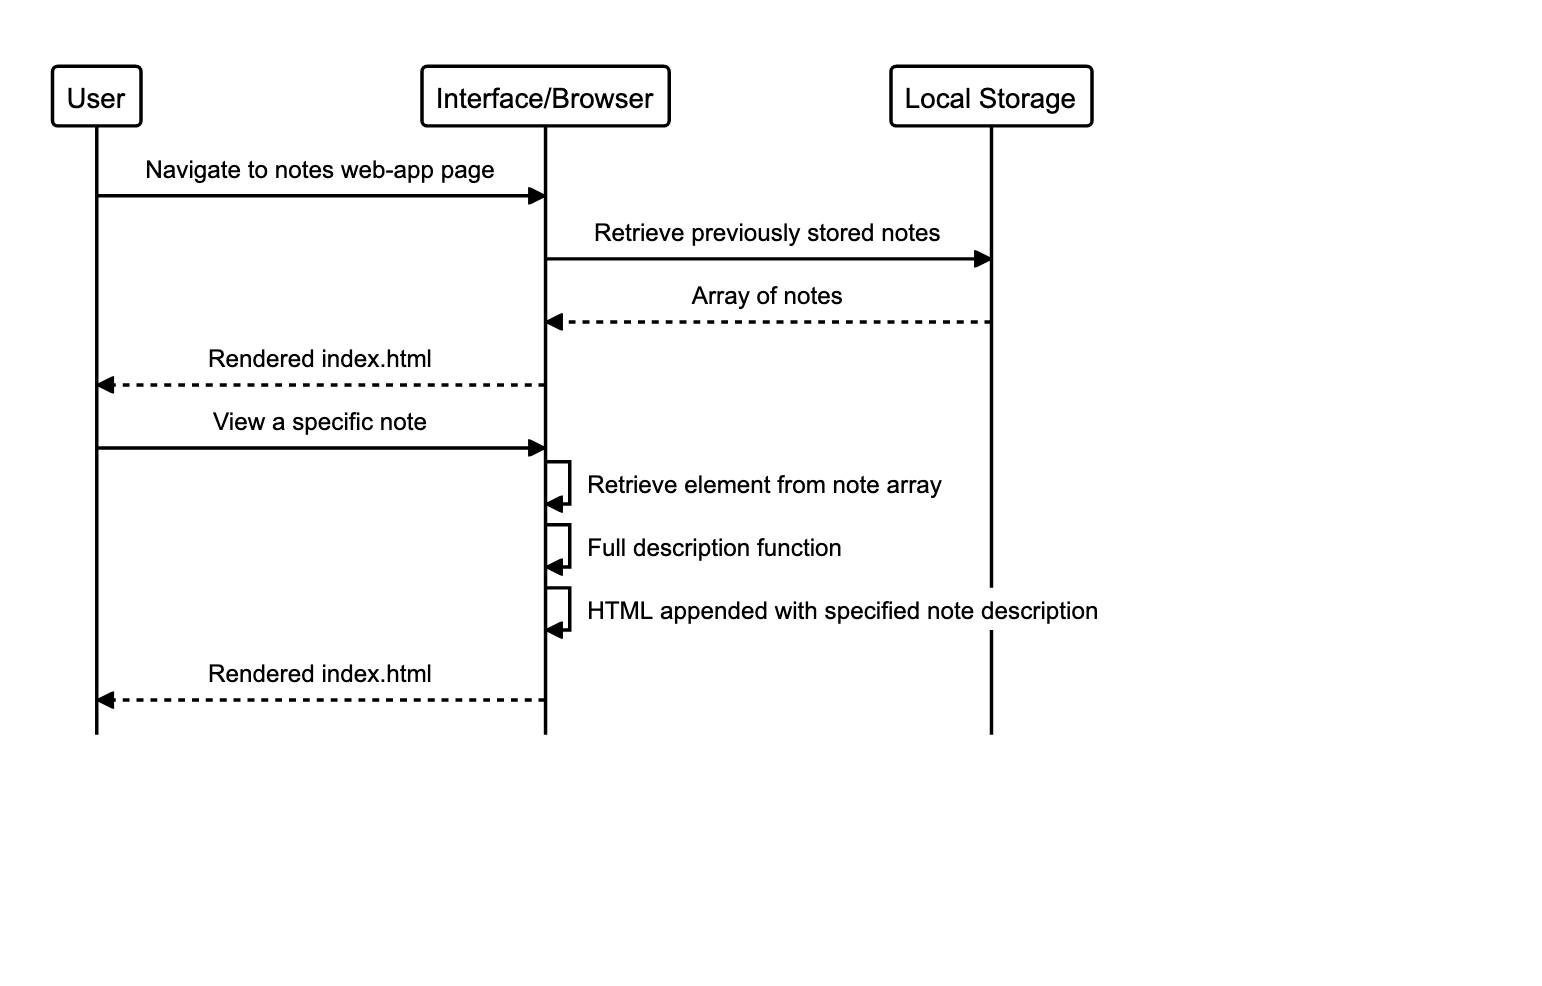 User
Interface/Browser
Local Storage
Navigate to notes web-app page
Retrieve previously stored notes
Array of notes
Rendered index.html
View a specific note
Retrieve element from note array
Full description function
HTML appended with specified note description
Rendered index.html